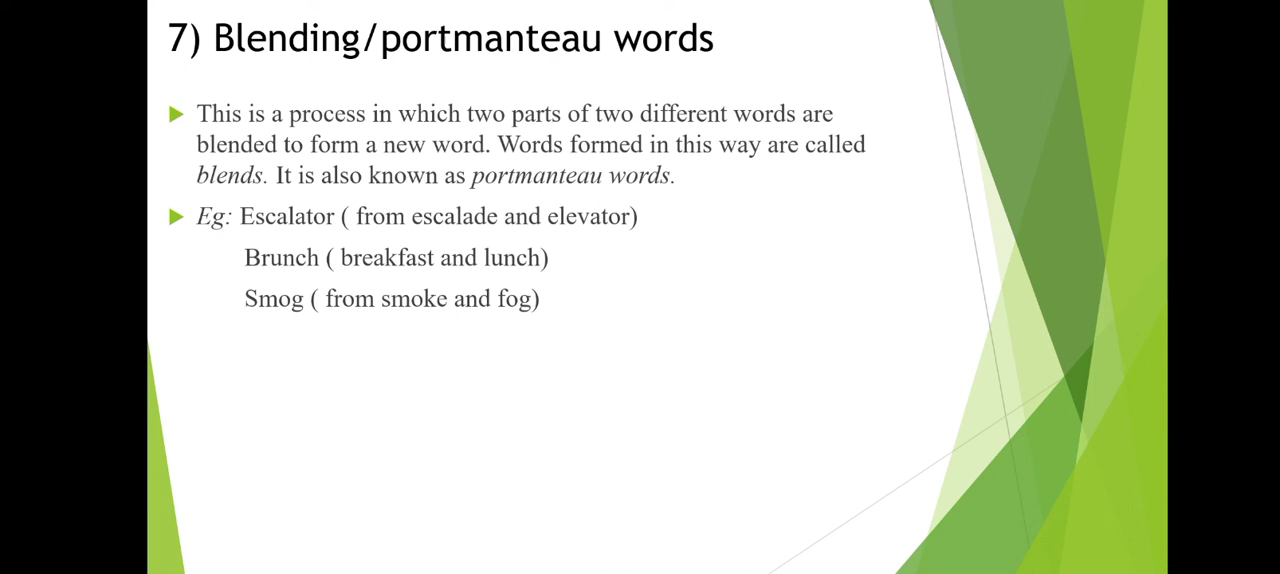 7) Blending/portmanteau words
This is a process in which two parts of two different words are
blended to form a new word. Words formed in this way are called
blends. It is also known as portmanteau words.
Eg: Escalator ( from escalade and elevator)
Brunch ( breakfast and lunch)
Smog ( from smoke and fog)